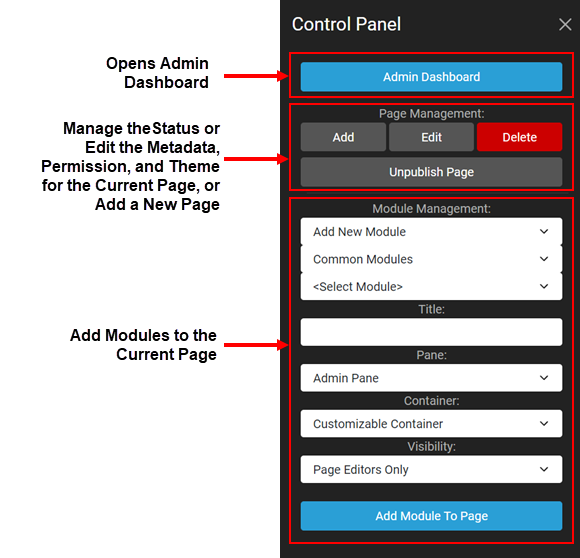 Control Panel
Opens Admin
Dashboard
Admin Dashboard
Manage the Status or
Edit the Metadata,
Permission, and Theme
for the Current Page, or
Add a New Page
Page Management:
Add Edit Delete
Unpublish Page
Add Modules to the
Current Page
Module Management:
Add New Module
Common Modules
<Select Module>
Title:
Pane:
Admin Pane
Container:
Customizable Container
Visibility:
Page Editors Only
Add Module To Page